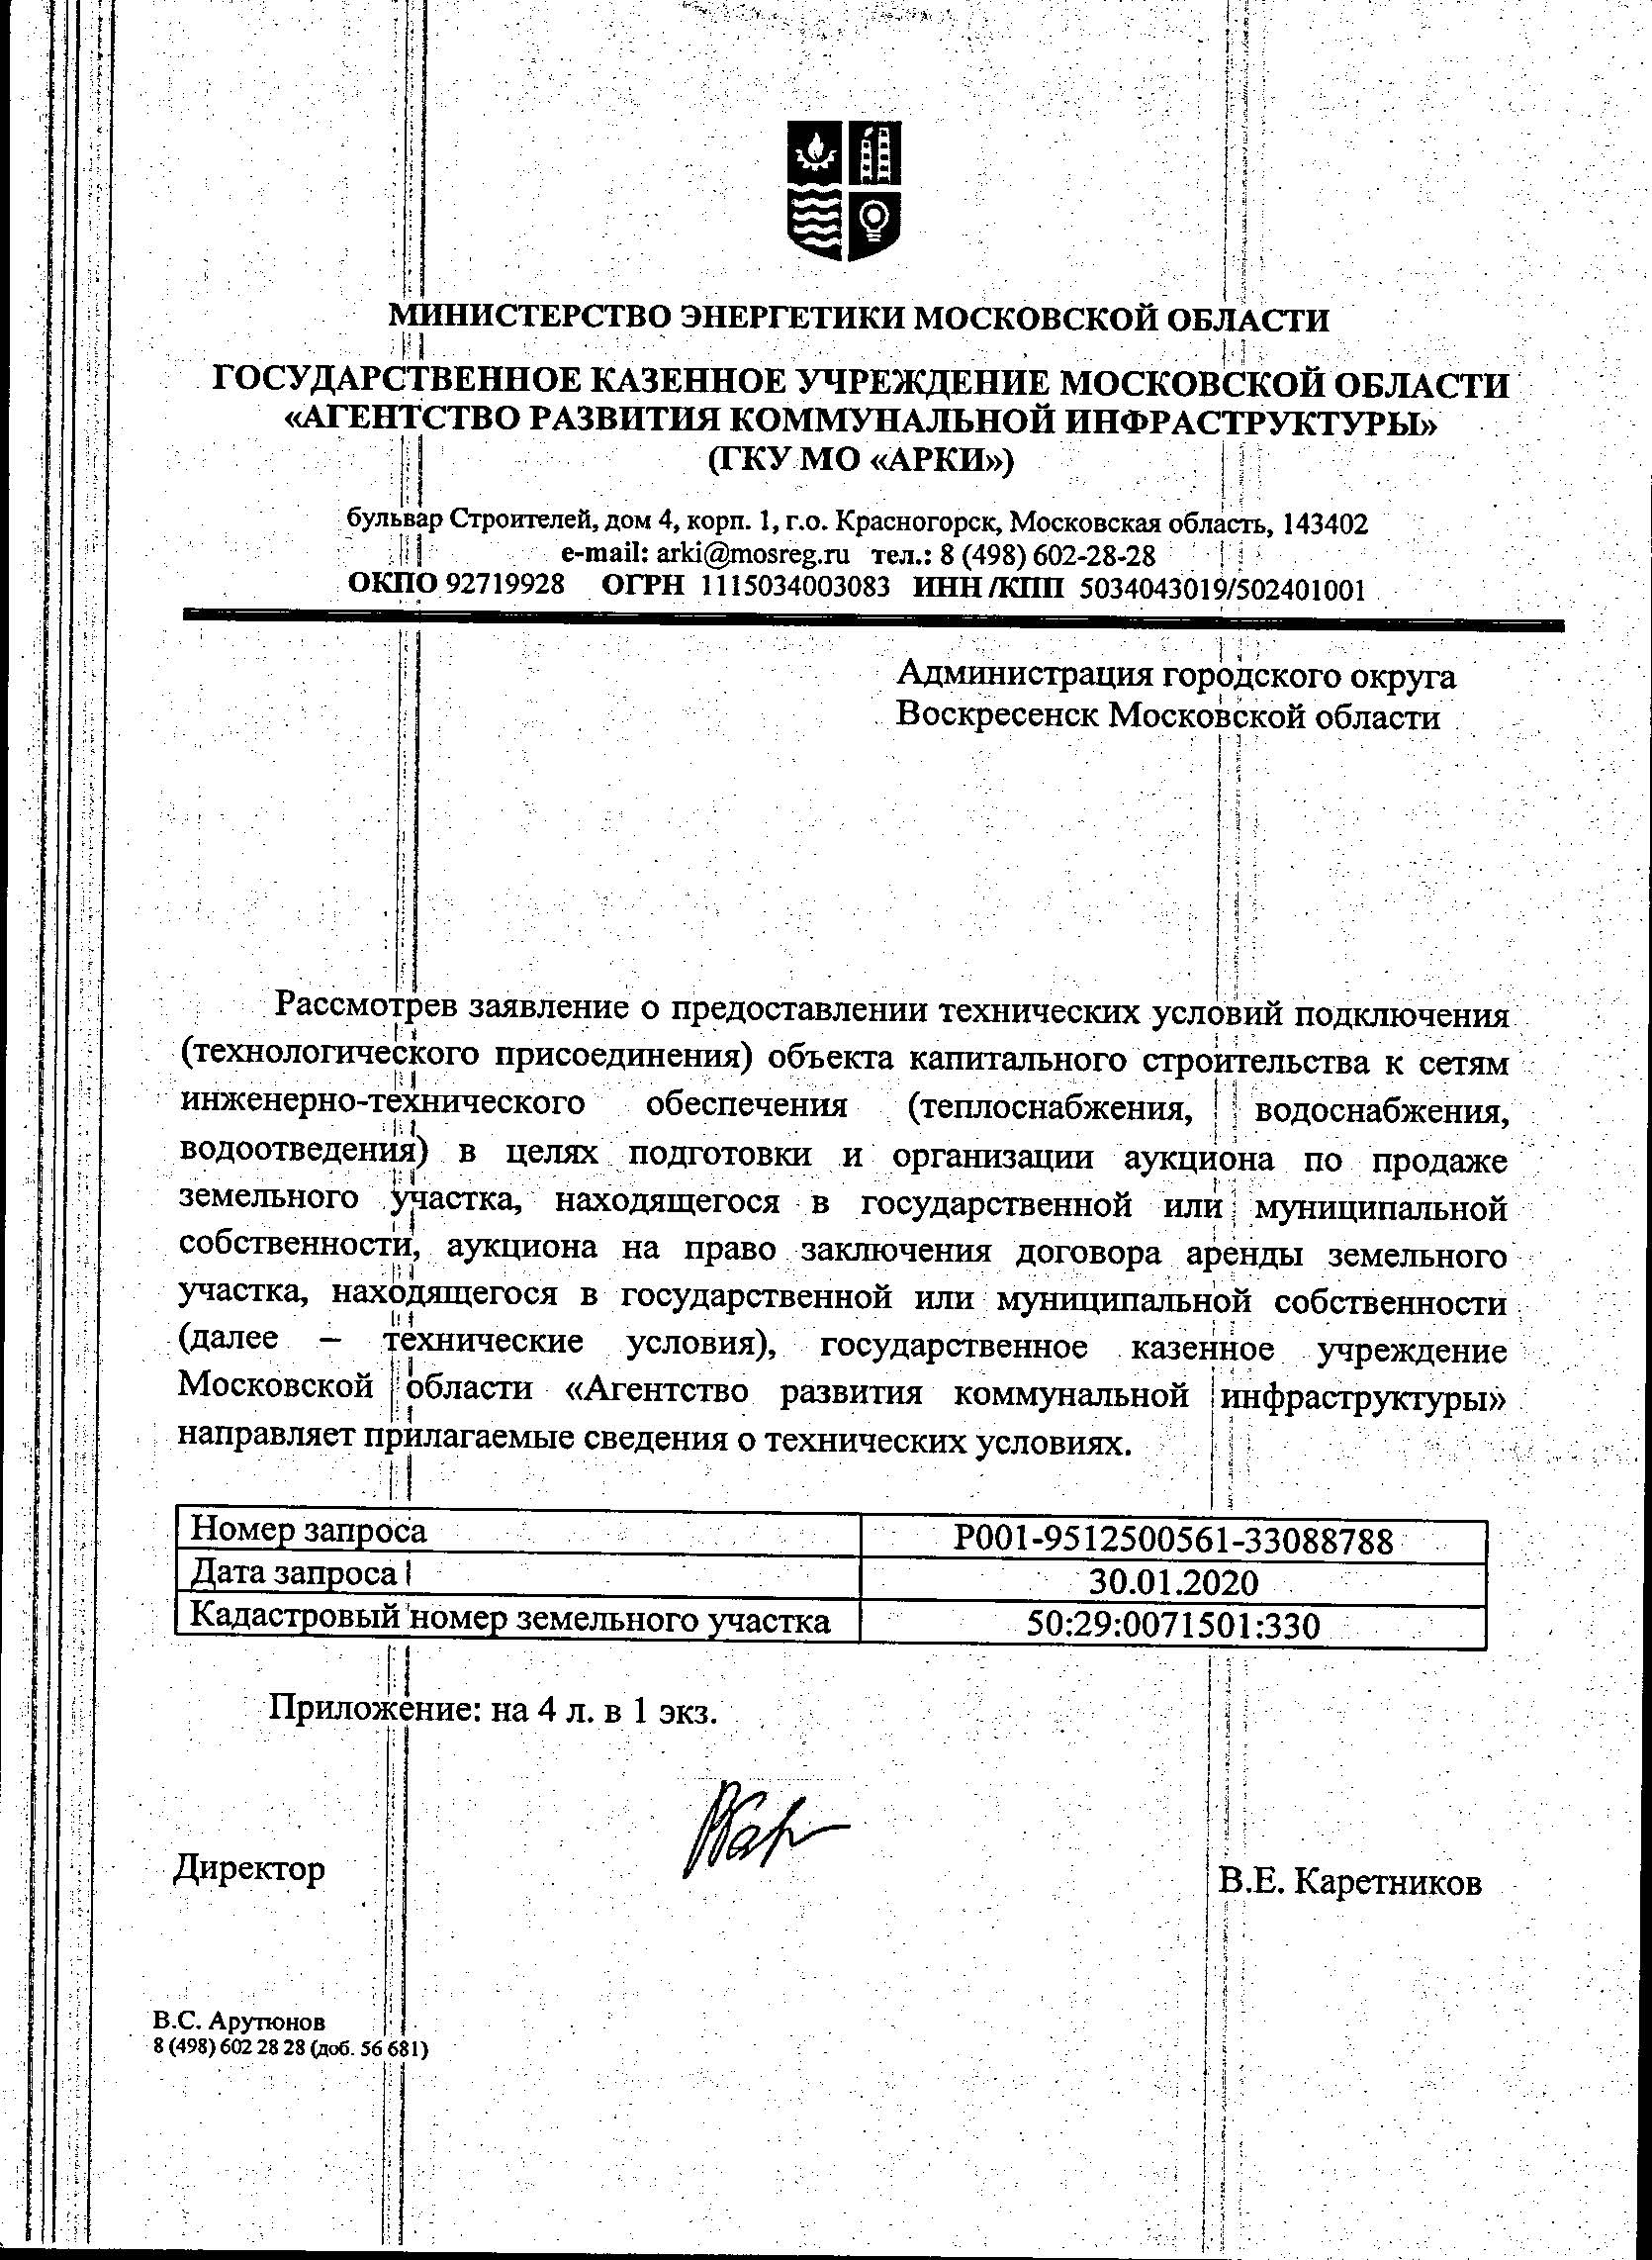 МИНИСТЕРСТВО ЭНЕРГЕТИКИ МОСКОВСКОЙ ОБЛАСТИ
ГОСУДАРСТВЕННОЕ КАЗЕННОЕ УЧРЕЖДЕНИЕ МОСКОВСКОЙ ОБЛАСТИ
«АГЕНТСТВО РАЗВИТИЯ КОММУНАЛЬНОЙ ИНФРАСТРУКТУРЫ»
(ГКУ МО «АРКИ»)
бульвар Строителей, дом 4, корп. 1, г.о. Красногорск, Московская область, 143402
e-mail: arki@mosreg.ru тел.: 8 (498) 602-28-28
ОКПО 92719928 ОГРН 1115034003083 ИНН /КПП 5034043019/502401001
Администрация городского округа
Воскресенск Московской области
Рассмотрев заявление о предоставлении технических условий подключения
(технологического присоединения) объекта капитального строительства к сетям
инженерно-технического обеспечения (теплоснабжения, водоснабжения,
водоотведения) в целях подготовки и организации аукциона по продаже
земельного участка, находящегося в государственной или муниципальной
собственности, аукциона на право заключения договора аренды земельного
участка, находящегося в государственной или муниципальной собственности
(далее – технические условия), государственное казенное учреждение
Московской области «Агентство развития коммунальной инфраструктуры»
направляет прилагаемые сведения о технических условиях.
Номер запроса P001-9512500561-33088788
Дата запроса 30.01.2020
Кадастровый номер земельного участка 50:29:0071501:330
Приложение: на 4 л. в 1 экз.
Директор В.Е. Каретников
В.С. Арутюнов
8 (498) 602 28 28 (доб. 56 681)